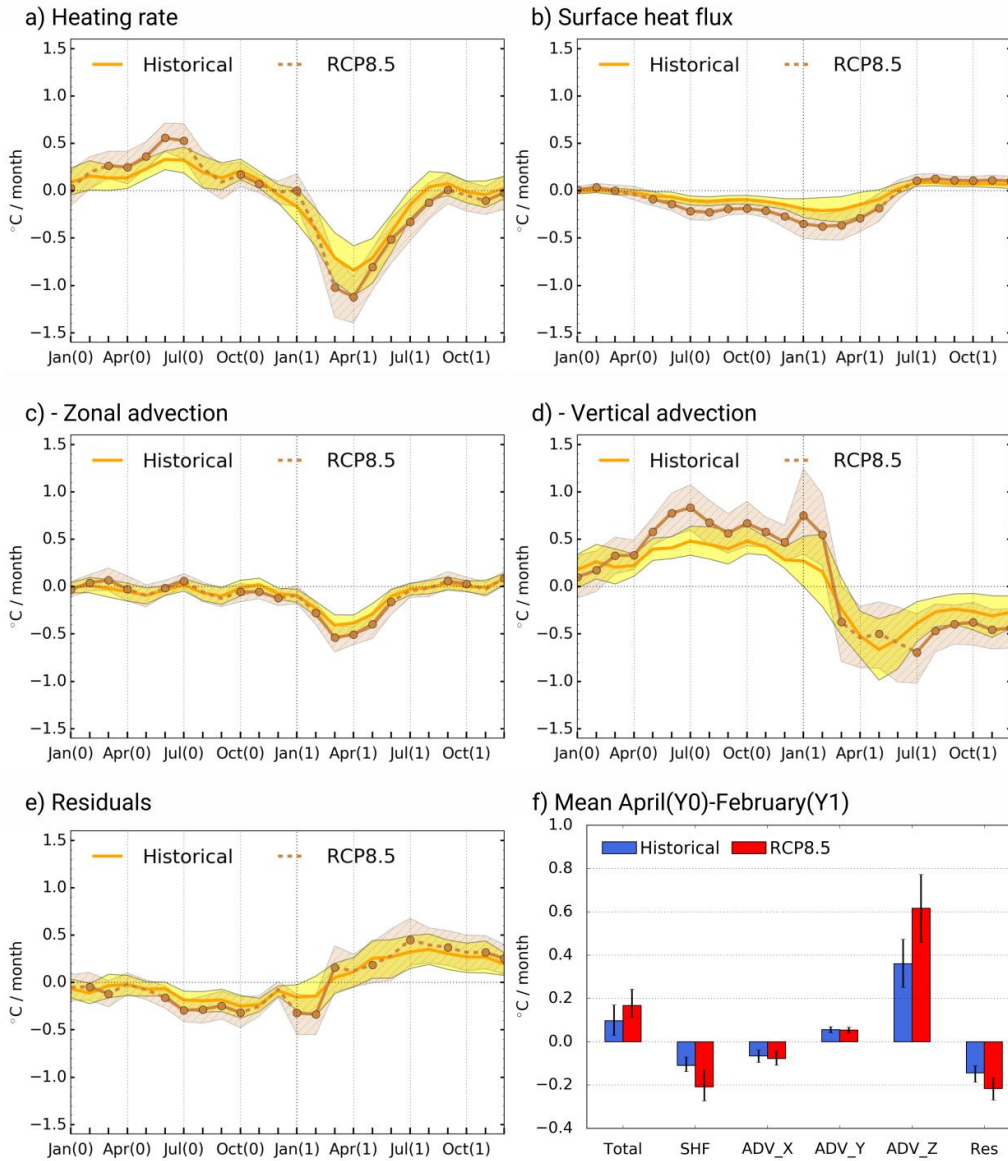 a) Heating rate
Historical RCP8.5
°C / month
1.5
1.0
0.5
0.0
−0.5
−1.0
−1.5
Jan(0) Apr(0) Jul(0) Oct(0) Jan(1) Apr(1) Jul(1) Oct(1)
b) Surface heat flux
Historical RCP8.5
°C / month
1.5
1.0
0.5
0.0
−0.5
−1.0
−1.5
Jan(0) Apr(0) Jul(0) Oct(0) Jan(1) Apr(1) Jul(1) Oct(1)
c) - Zonal advection
Historical RCP8.5
°C / month
1.5
1.0
0.5
0.0
−0.5
−1.0
−1.5
Jan(0) Apr(0) Jul(0) Oct(0) Jan(1) Apr(1) Jul(1) Oct(1)
d) - Vertical advection
Historical RCP8.5
°C / month
1.5
1.0
0.5
0.0
−0.5
−1.0
−1.5
Jan(0) Apr(0) Jul(0) Oct(0) Jan(1) Apr(1) Jul(1) Oct(1)
e) Residuals
Historical RCP8.5
°C / month
1.5
1.0
0.5
0.0
−0.5
−1.0
−1.5
Jan(0) Apr(0) Jul(0) Oct(0) Jan(1) Apr(1) Jul(1) Oct(1)
f) Mean April(Y0)-February(Y1)
Historical RCP8.5
°C / month
1.0
0.8
0.6
0.4
0.2
0.0
−0.2
−0.4
Total SHF ADV_X ADV_Y ADV_Z Res